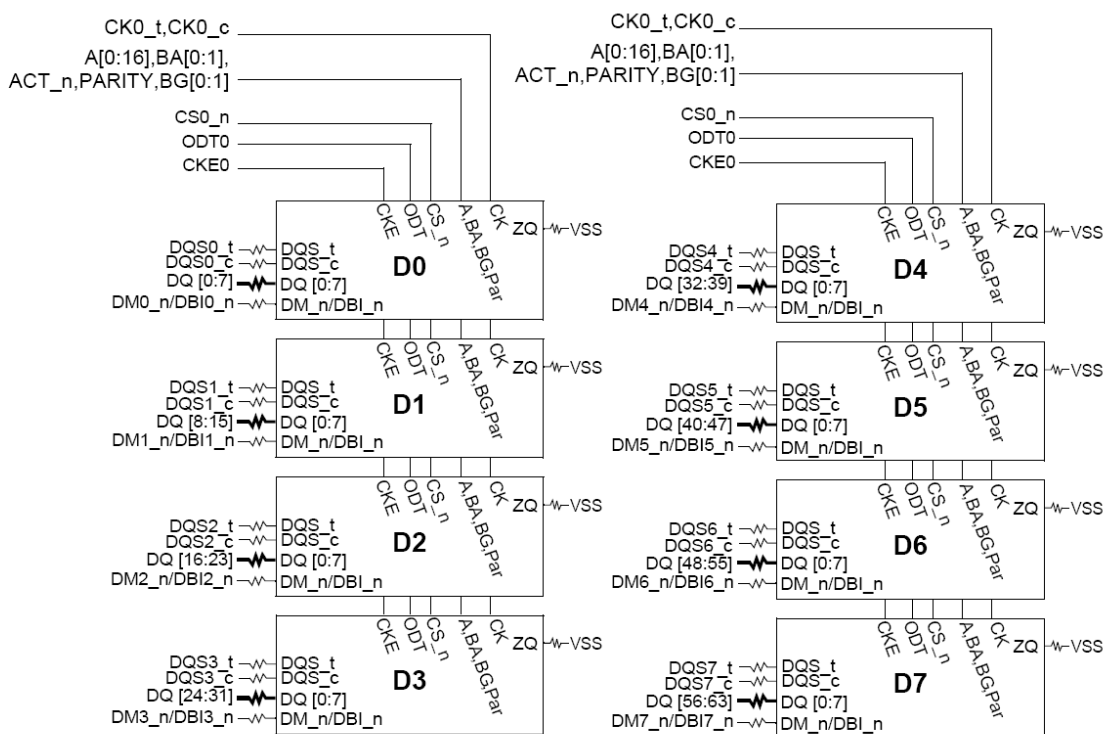 CK0_t,CK0_c
A[0:16],BA[0:1],
ACT_n,PARITY,BG[0:1]
CS0_n
ODT0
CKE0
CKE
ODT
CS_n
A,BA,BG,Par
CK
ZQ
VSS
DQS0_t
DQS0_c
DQ [0:7]
DM0_n/DBI0_n
DQS_t
DQS_c
DQ [0:7]
DM_n/DBI_n
D0
CKE
ODT
CS_n
A,BA,BG,Par
CK
ZQ
VSS
DQS1_t
DQS1_c
DQ [8:15]
DM1_n/DBI1_n
DQS_t
DQS_c
DQ [0:7]
DM_n/DBI_n
D1
CKE
ODT
CS_n
A,BA,BG,Par
CK
ZQ
VSS
DQS2_t
DQS2_c
DQ [16:23]
DM2_n/DBI2_n
DQS_t
DQS_c
DQ [0:7]
DM_n/DBI_n
D2
CKE
ODT
CS_n
A,BA,BG,Par
CK
ZQ
VSS
DQS3_t
DQS3_c
DQ [24:31]
DM3_n/DBI3_n
DQS_t
DQS_c
DQ [0:7]
DM_n/DBI_n
D3
CK0_t,CK0_c
A[0:16],BA[0:1],
ACT_n,PARITY,BG[0:1]
CS0_n
ODT0
CKE0
CKE
ODT
CS_n
A,BA,BG,Par
CK
ZQ
VSS
DQS4_t
DQS4_c
DQ [32:39]
DM4_n/DBI4_n
DQS_t
DQS_c
DQ [0:7]
DM_n/DBI_n
D4
CKE
ODT
CS_n
A,BA,BG,Par
CK
ZQ
VSS
DQS5_t
DQS5_c
DQ [40:47]
DM5_n/DBI5_n
DQS_t
DQS_c
DQ [0:7]
DM_n/DBI_n
D5
CKE
ODT
CS_n
A,BA,BG,Par
CK
ZQ
VSS
DQS6_t
DQS6_c
DQ [48:55]
DM6_n/DBI6_n
DQS_t
DQS_c
DQ [0:7]
DM_n/DBI_n
D6
CKE
ODT
CS_n
A,BA,BG,Par
CK
ZQ
VSS
DQS7_t
DQS7_c
DQ [56:63]
DM7_n/DBI7_n
DQS_t
DQS_c
DQ [0:7]
DM_n/DBI_n
D7